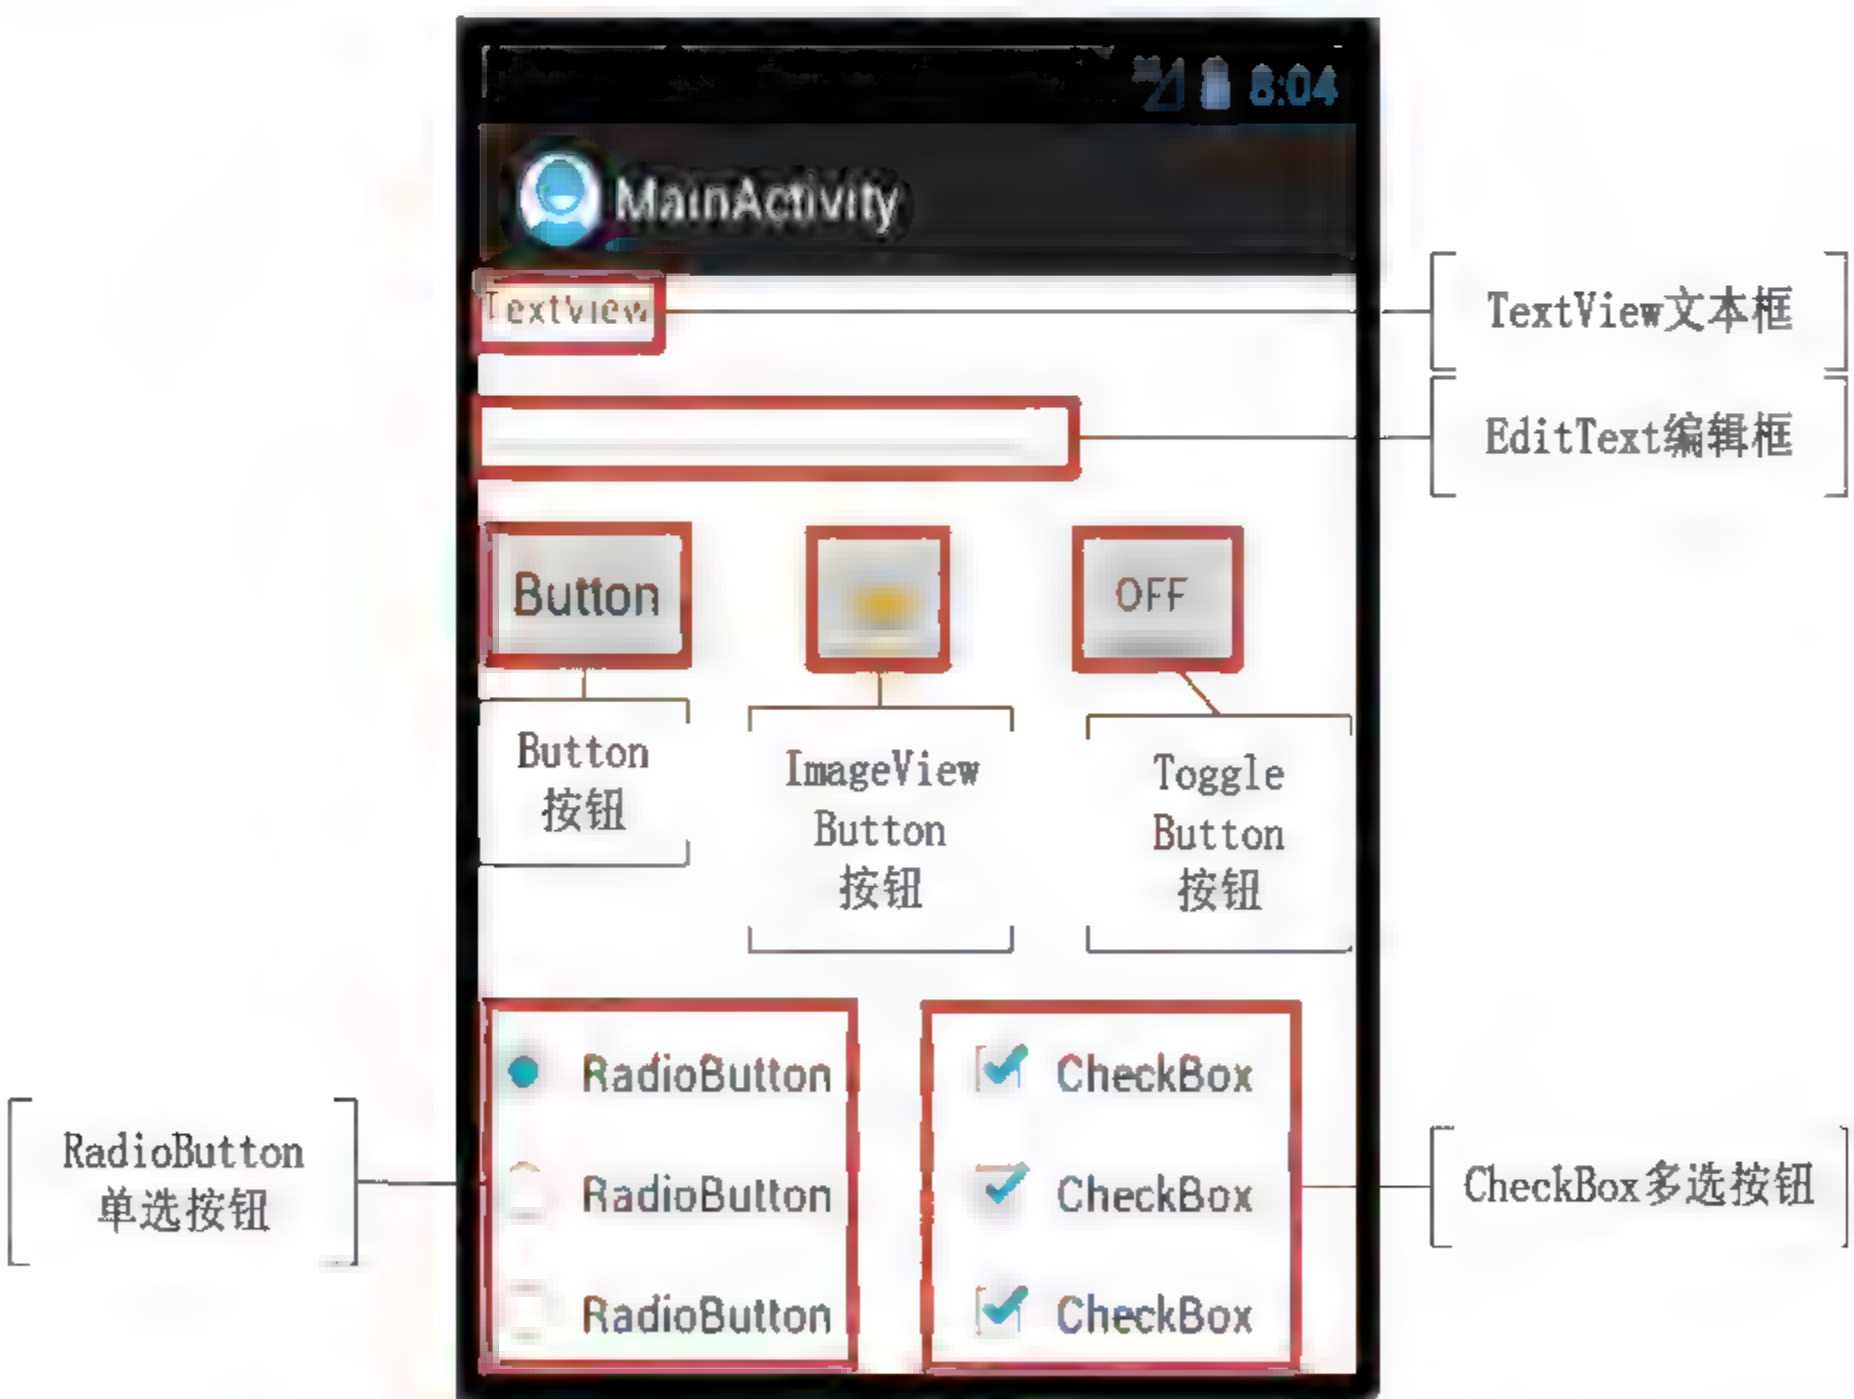 8:04
MainActivity
TextView
TextView文本框
EditText编辑框
Button
OFF
Button
按钮
ImageView
Button
按钮
Toggle
Button
按钮
RadioButton
RadioButton
RadioButton
CheckBox
CheckBox
CheckBox
RadioButton
单选按钮
CheckBox多选按钮